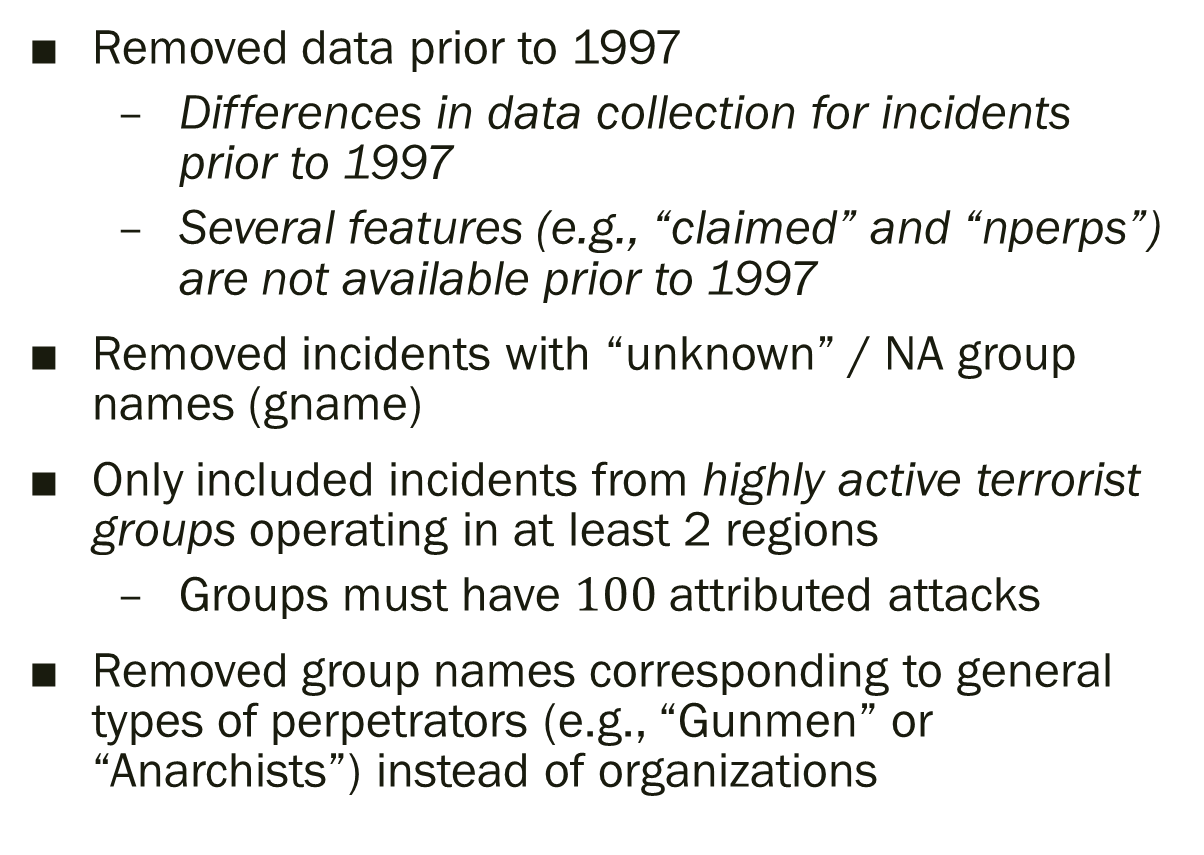 ■ Removed data prior to 1997
– Differences in data collection for incidents
prior to 1997
– Several features (e.g., “claimed” and “nperps”)
are not available prior to 1997
■ Removed incidents with “unknown” / NA group
names (gname)
■ Only included incidents from highly active terrorist
groups operating in at least 2 regions
– Groups must have 100 attributed attacks
■ Removed group names corresponding to general
types of perpetrators (e.g., “Gunmen” or
“Anarchists”) instead of organizations